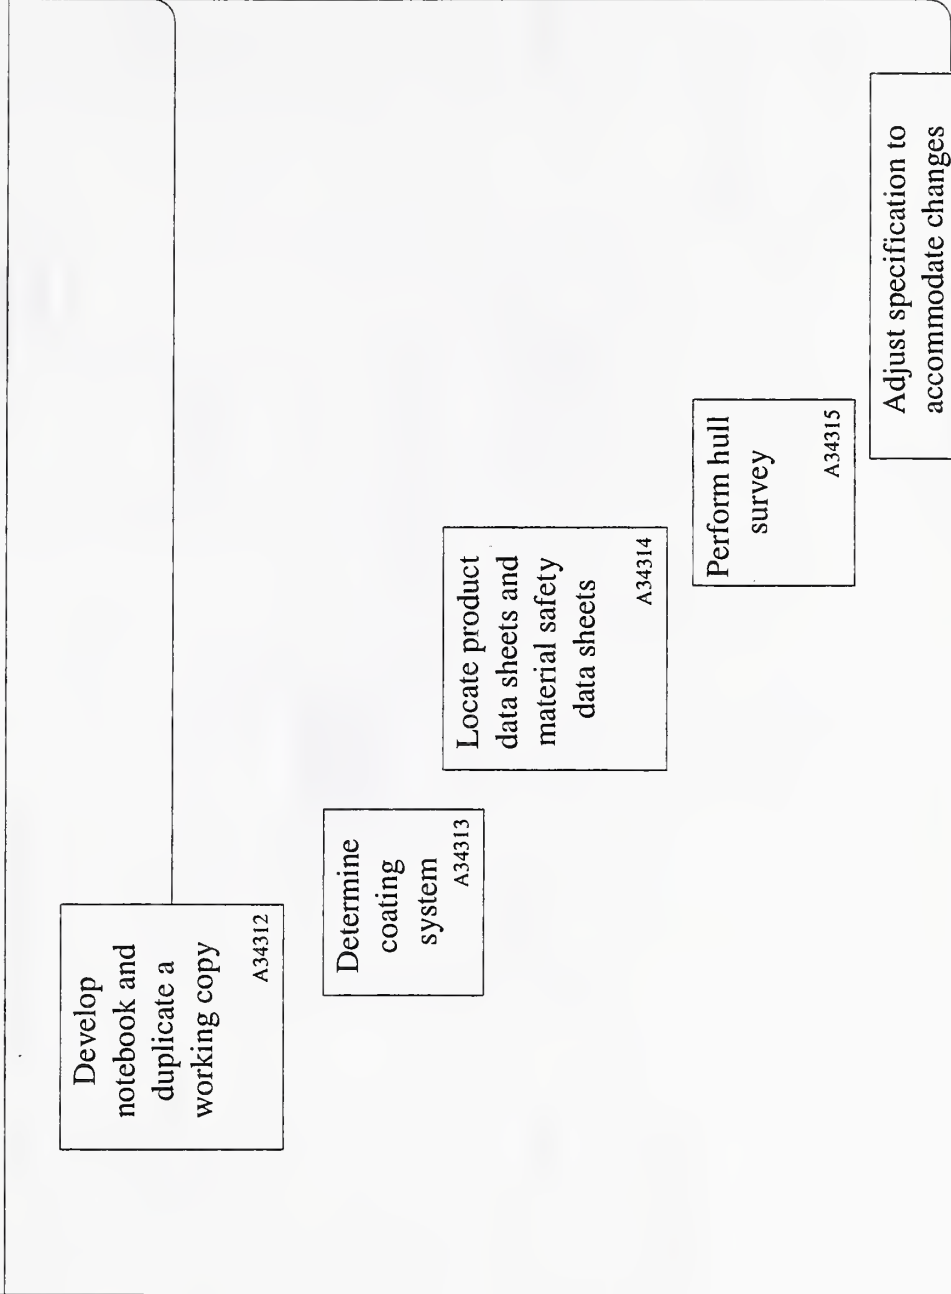 Develop
notebook and
duplicate a
working copy
A34312
Determine
coating
system
A34313
Locate product
data sheets and
material safety
data sheets
A34314
Perform hull
survey
A34315
Adjust specification to
accommodate changes